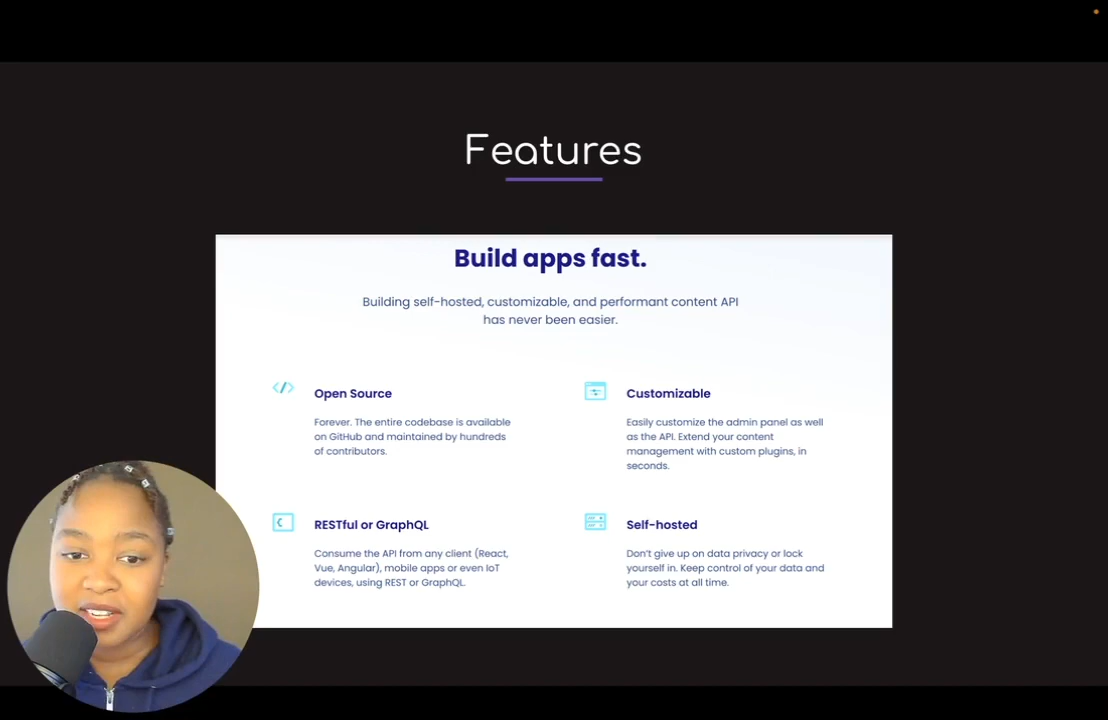 Features
Build apps fast.
Building self-hosted, customizable, and performant content API
has never been easier.
Open Source
Forever. The entire codebase is available
on GitHub and maintained by hundreds
of contributors.
Customizable
Easily customize the admin panel as well
as the API. Extend your content
management with custom plugins, in
seconds.
RESTful or GraphQL
Consume the API from any client (React,
Vue, Angular), mobile apps or even IoT
devices, using REST or GraphQL.
Self-hosted
Don't give up on data privacy or lock
yourself in. Keep control of your data and
your costs at all time.